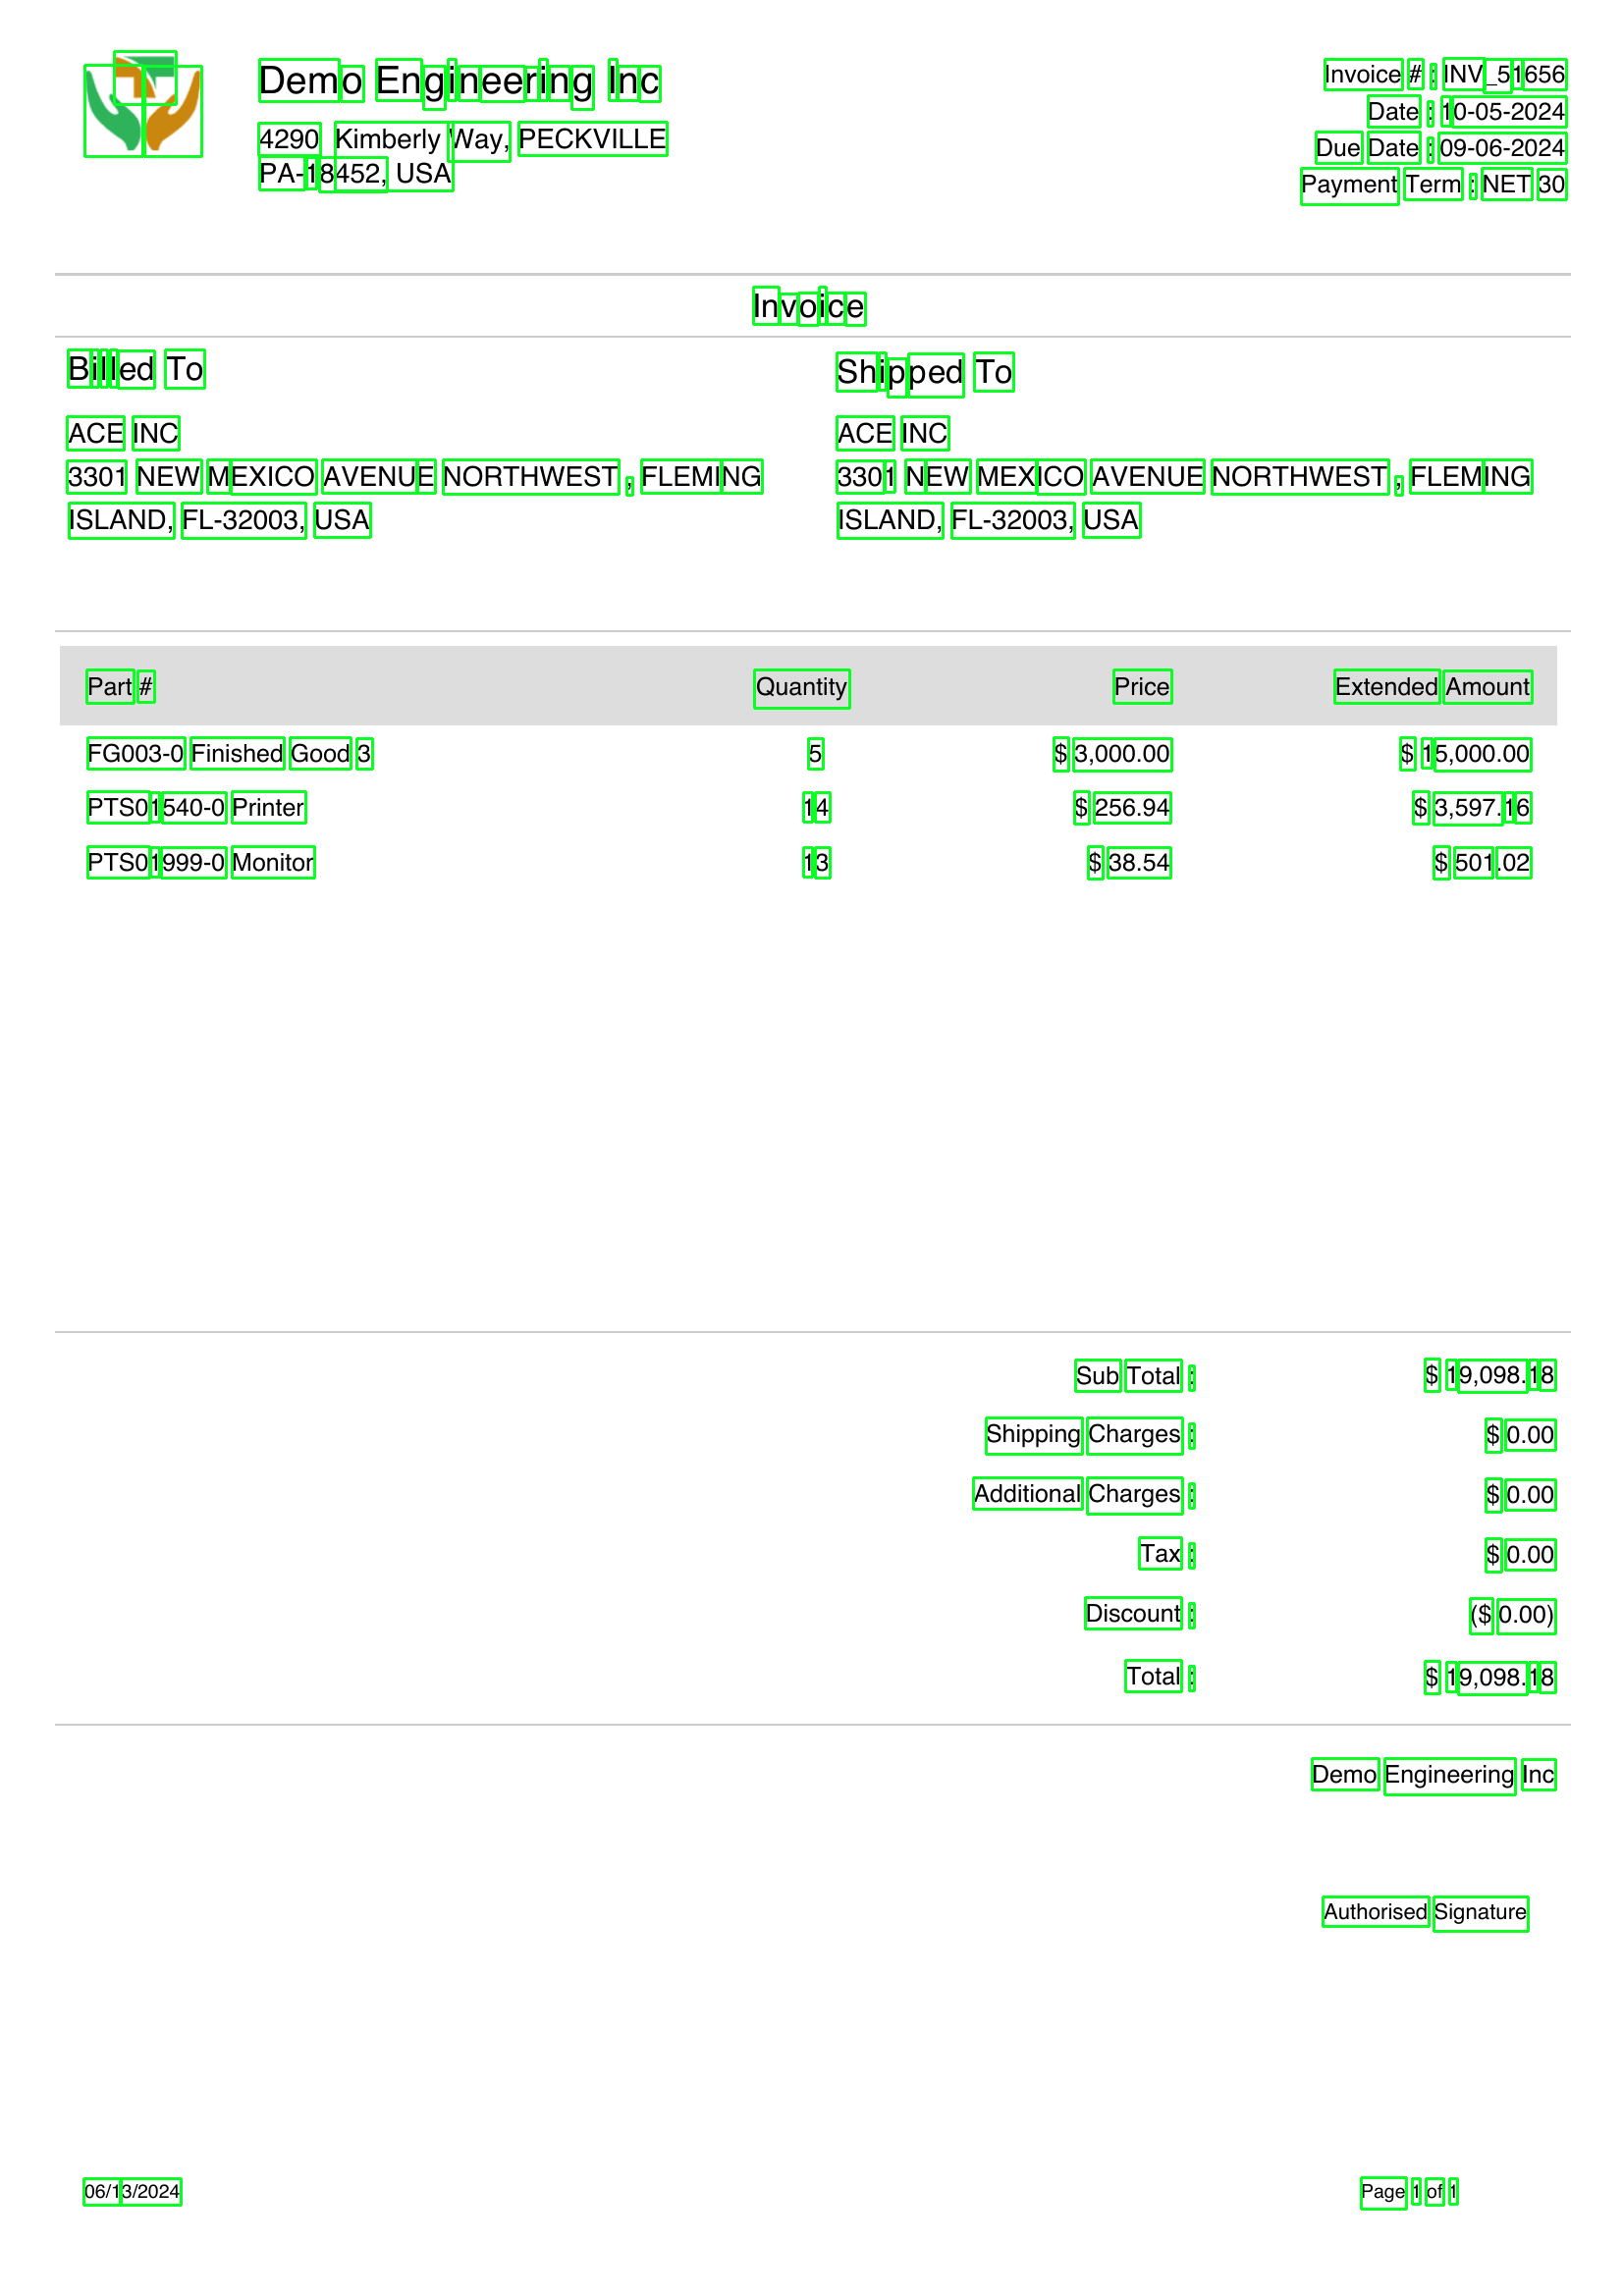 Demo Engineering Inc
4290 Kimberly Way, PECKVILLE
PA-18452, USA
Invoice # : INV_51656
Date : 10-05-2024
Due Date : 09-06-2024
Payment Term : NET 30
Invoice
Billed To
ACE INC
3301 NEW MEXICO AVENUE NORTHWEST , FLEMING
ISLAND, FL-32003, USA
Shipped To
ACE INC
3301 NEW MEXICO AVENUE NORTHWEST , FLEMING
ISLAND, FL-32003, USA
Part # Quantity Price Extended Amount
FG003-0 Finished Good 3 5 $ 3,000.00 $ 15,000.00
PTS01540-0 Printer 14 $ 256.94 $ 3,597.16
PTS01999-0 Monitor 13 $ 38.54 $ 501.02
Sub Total : $ 19,098.18
Shipping Charges : $ 0.00
Additional Charges : $ 0.00
Tax : $ 0.00
Discount : ($ 0.00)
Total : $ 19,098.18
Demo Engineering Inc
Authorised Signature
06/13/2024 Page 1 of 1